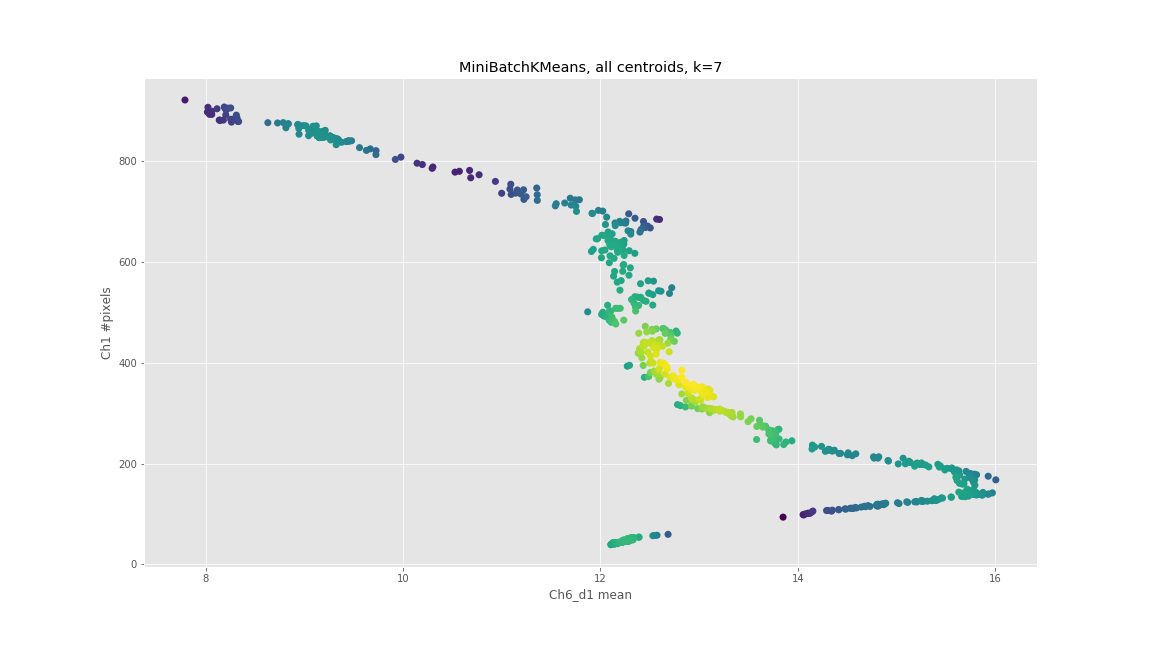 MiniBatchKMeans, all centroids, k=7
Ch1 #pixels
800
600
400
200
0
8 10 12 14 16
Ch6_d1 mean